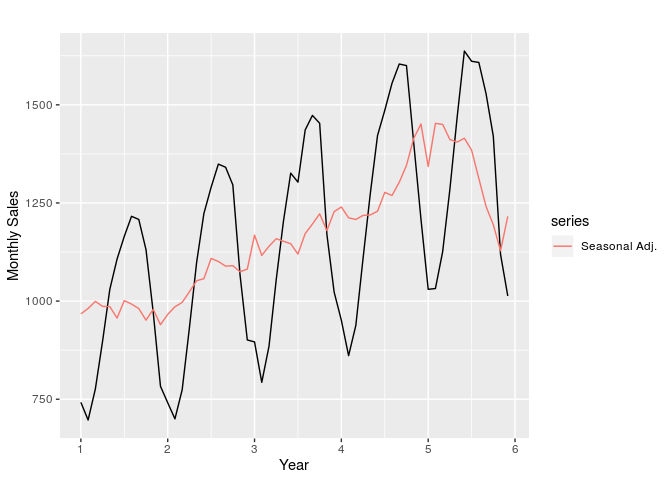 1500
1250
1000
750
Monthly Sales
1 2 3 4 5 6
Year
series
Seasonal Adj.